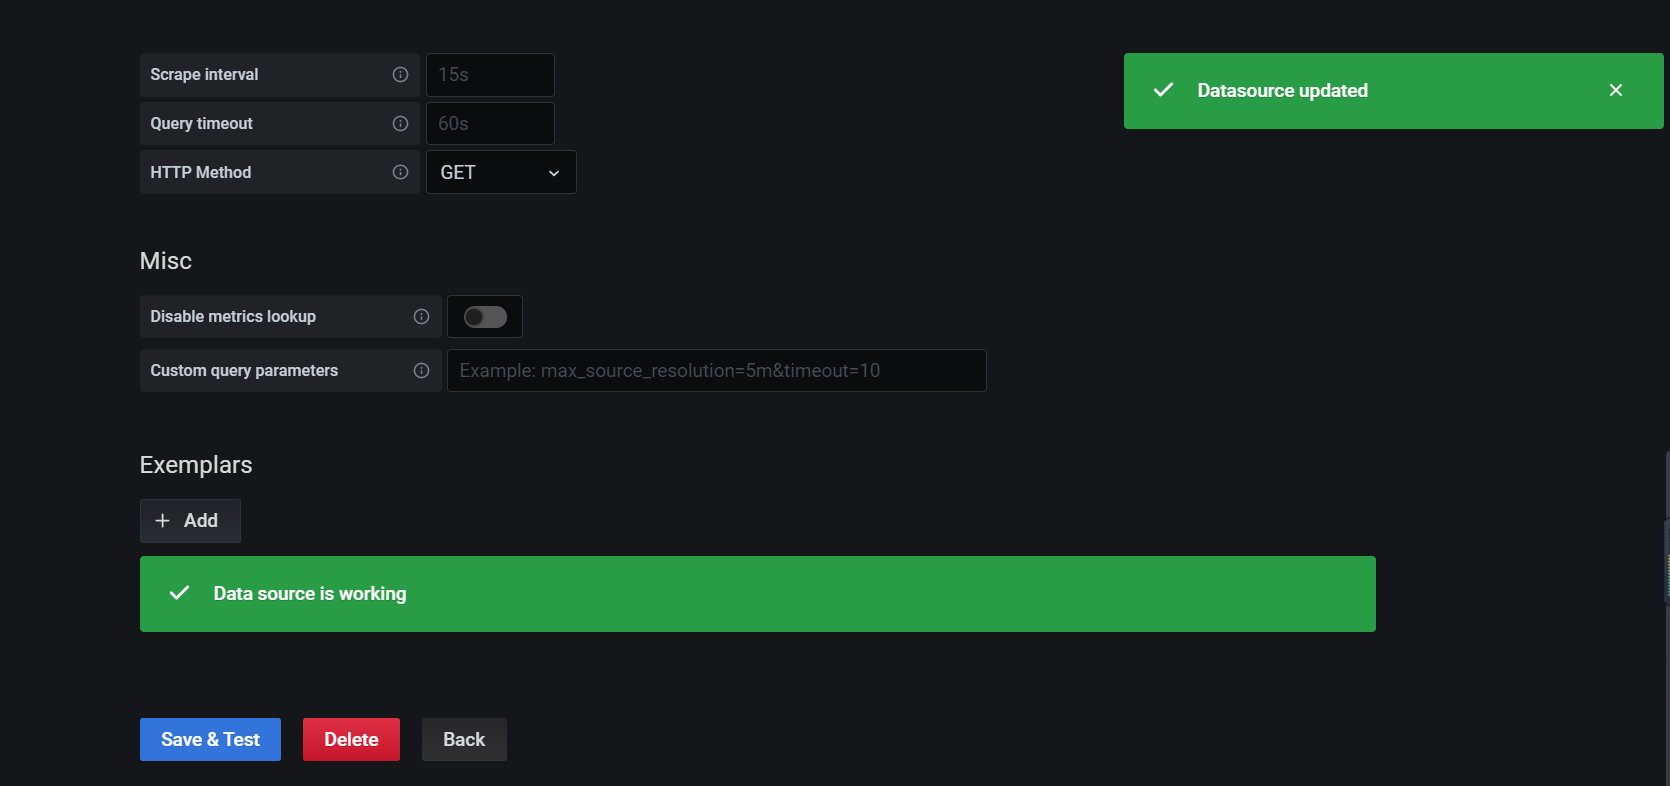 Scrape interval 15s
Datasource updated
Query timeout 60s
HTTP Method GET
Misc
Disable metrics lookup
Custom query parameters Example: max_source_resolution=5m&timeout=10
Exemplars
Add
Data source is working
Save & Test Delete Back